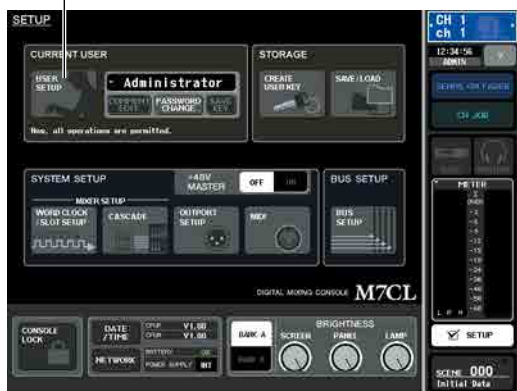 SETUP
CURRENT USER
USER SETUP
Administrator
COMMENT EDIT
PASSWORD CHANGE
SAVE KEY
Now, all operations are permitted.
STORAGE
CREATE USER KEY
SAVE/LOAD
SYSTEM SETUP
+48V MASTER
OFF
ON
MIXER SETUP
WORD CLOCK /SLOT SETUP
CASCADE
OUTPORT SETUP
MIDI
BUS SETUP
BUS SETUP
DIGITAL MIXING CONSOLE M7CL
CONSOLE LOCK
DATE /TIME
V1.00
V1.00
NETWORK
BATTERY
POWER SUPPLY INT
BANK A
BRIGHTNESS
SCREEN
PANEL
LAMP
CH 1
ch 1
12:34:56
ADMIN
SENDS ON FADER
CH JOB
METER
OVER
L R M
SETUP
SCENE 000
Initial Data